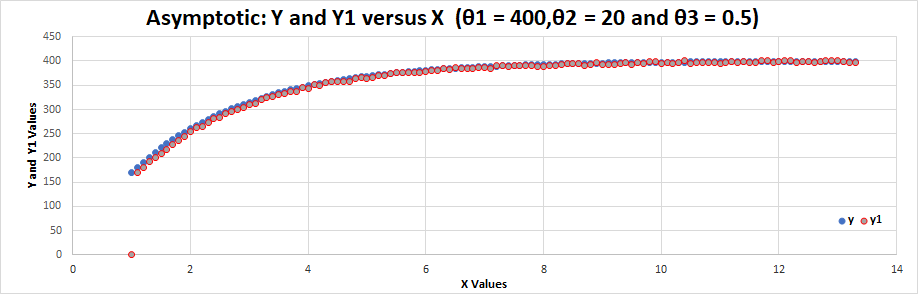 Asymptotic: Y and Y1 versus X (θ1 = 400,θ2 = 20 and θ3 = 0.5)
450
400
350
300
250
200
150
100
50
0
Y and Y1 Values
y y1
0 2 4 6 8 10 12 14
X Values